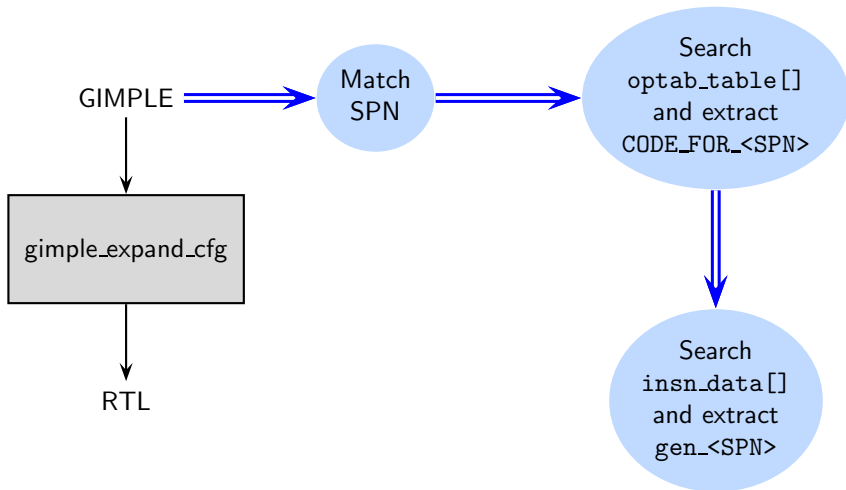 GIMPLE
Match
SPN
Search
optab_table[]
and extract
CODE_FOR_<SPN>
gimple_expand_cfg
RTL
Search
insn_data[]
and extract
gen_<SPN>